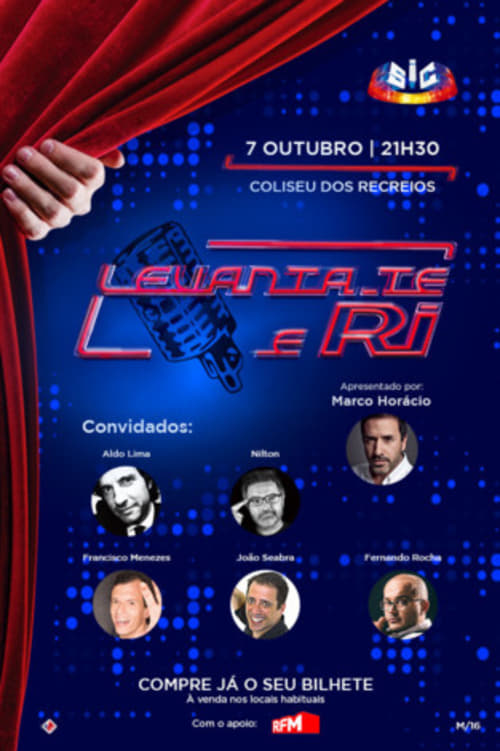 SIC
7 OUTUBRO | 21H30
COLISEU DOS RECREIOS
LEVANTA-TE
E RI
Apresentado por:
Marco Horácio
Convidados:
Aldo Lima
Nilton
Francisco Menezes
João Seabra
Fernando Rocha
COMPRE JÁ O SEU BILHETE
À venda nos locais habituais
Com o apoio:
RFM
M/16